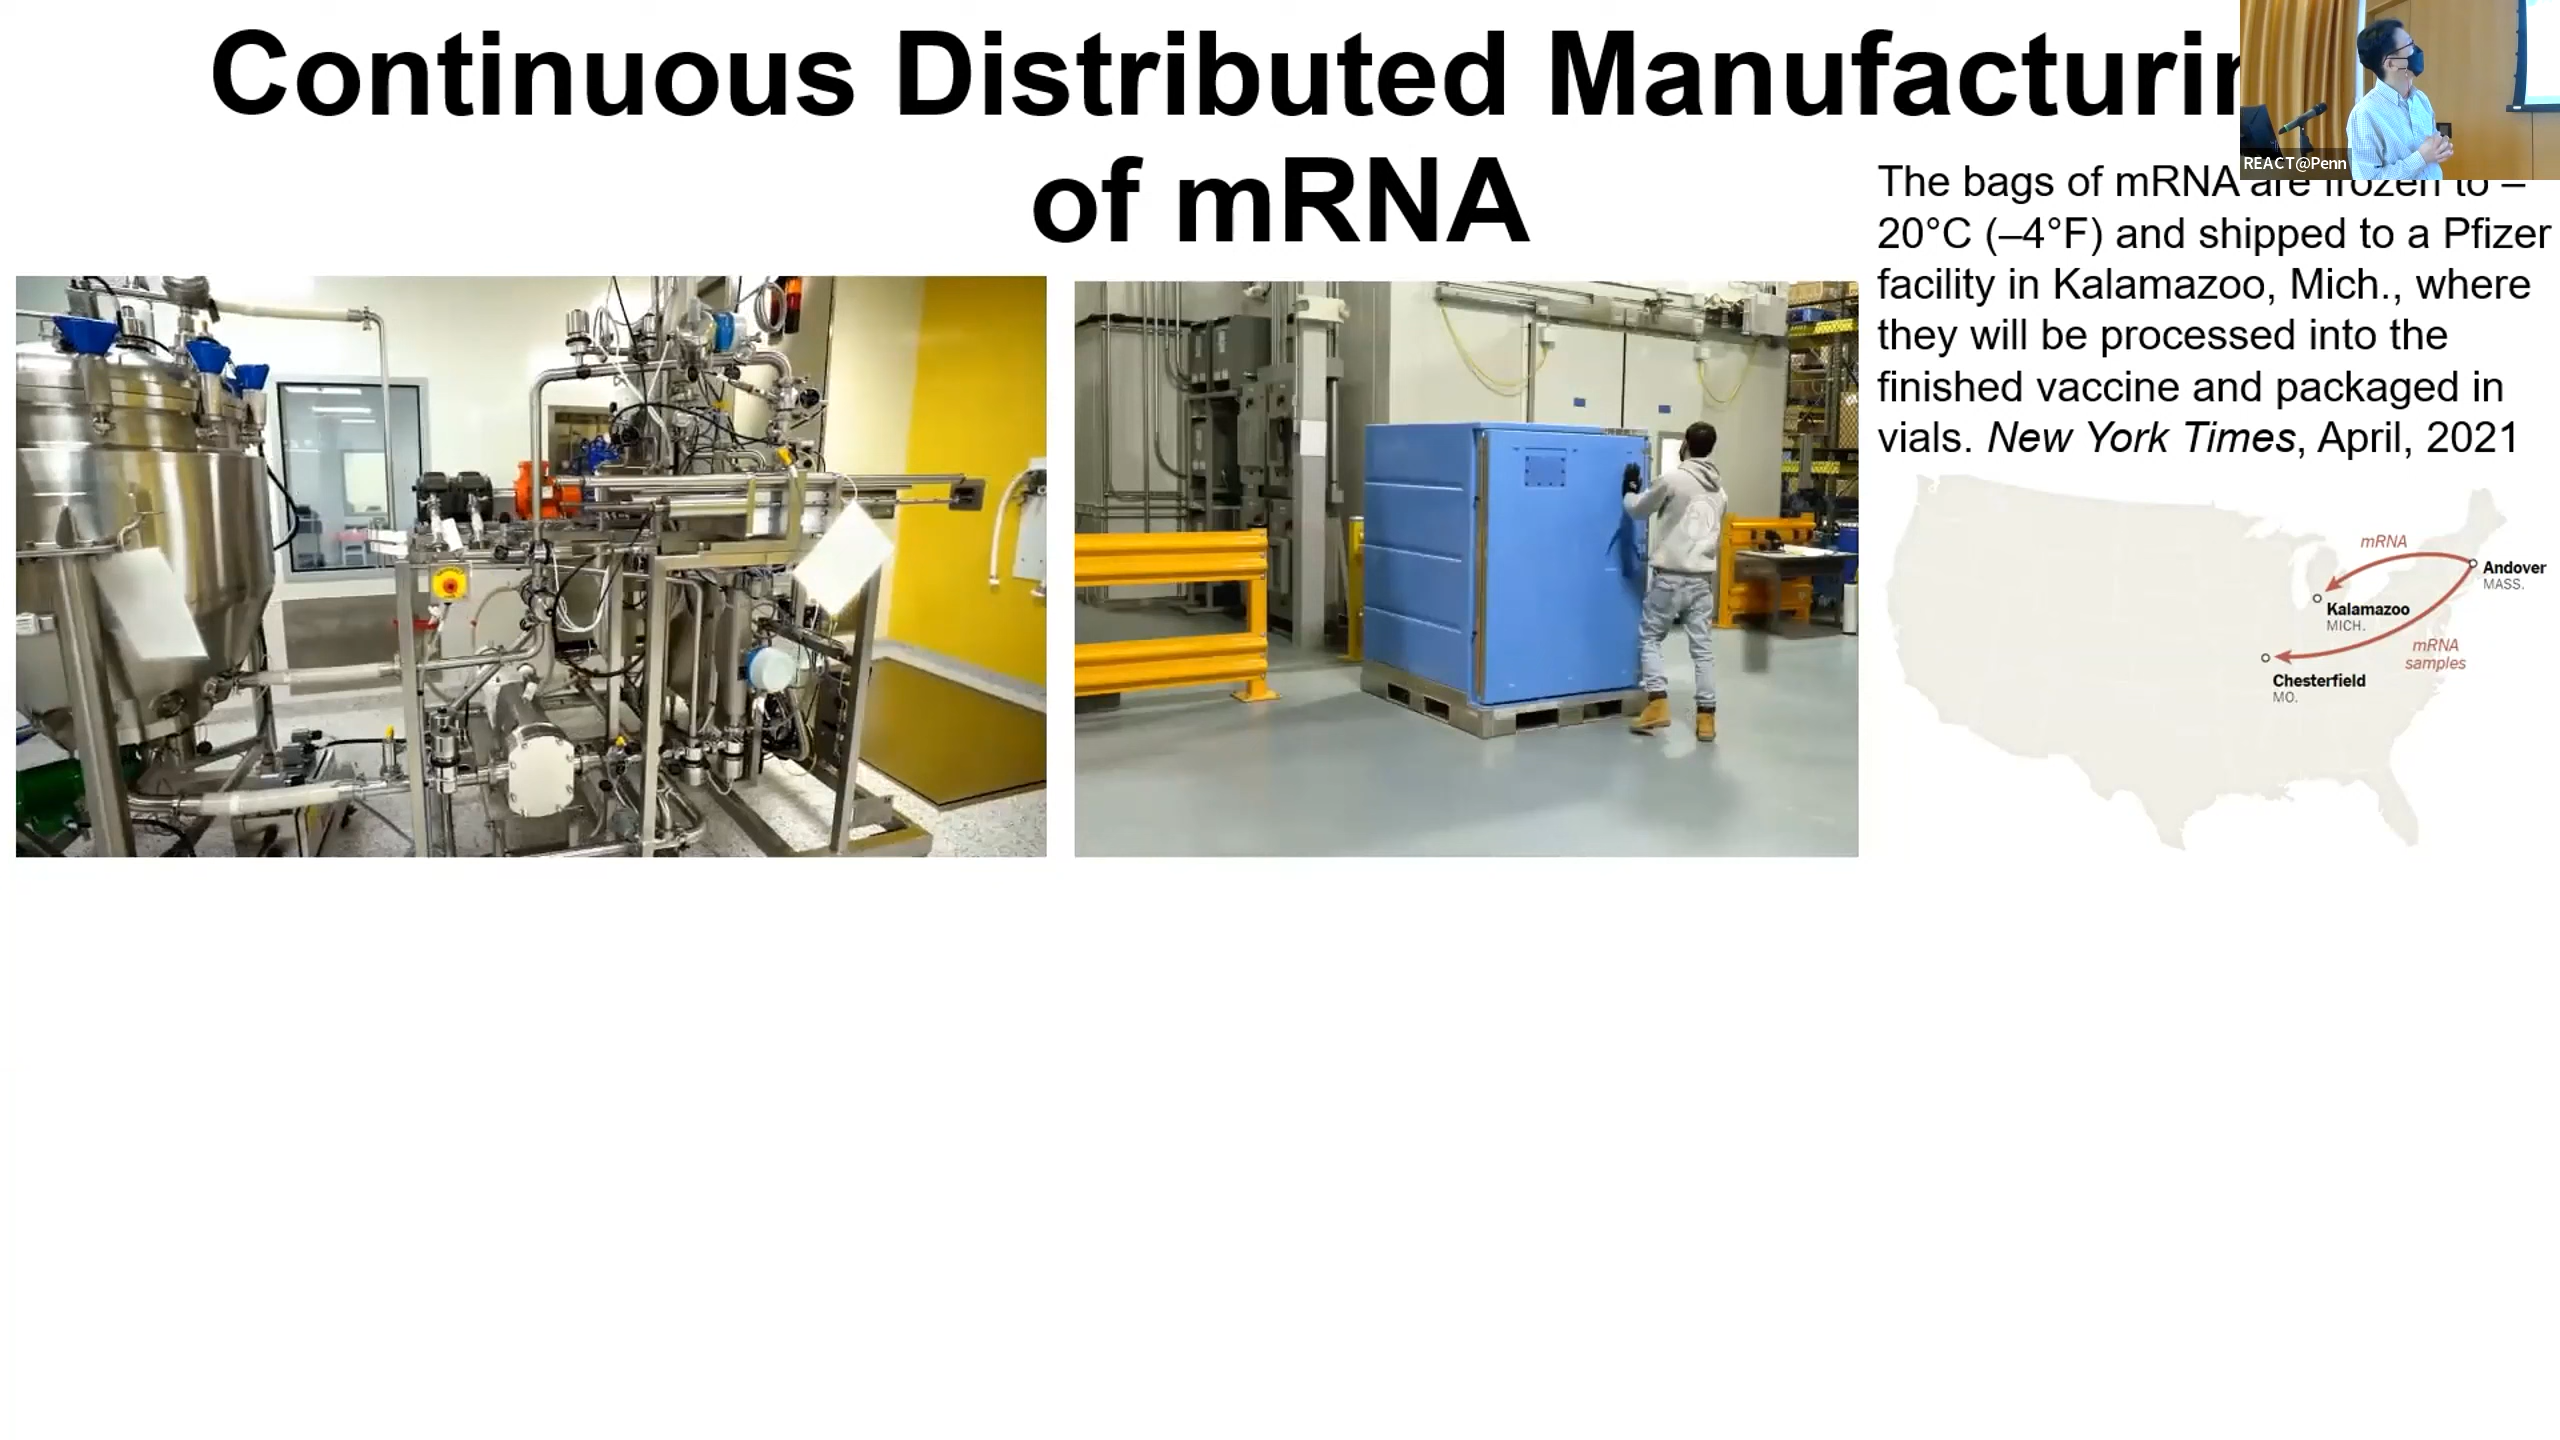 Continuous Distributed Manufacturin
of mRNA
REACT@Penn
The bags of mRNA are frozen to –
20°C (–4°F) and shipped to a Pfizer
facility in Kalamazoo, Mich., where
they will be processed into the
finished vaccine and packaged in
vials. New York Times, April, 2021
mRNA
Andover
MASS.
Kalamazoo
MICH.
mRNA
samples
Chesterfield
MO.